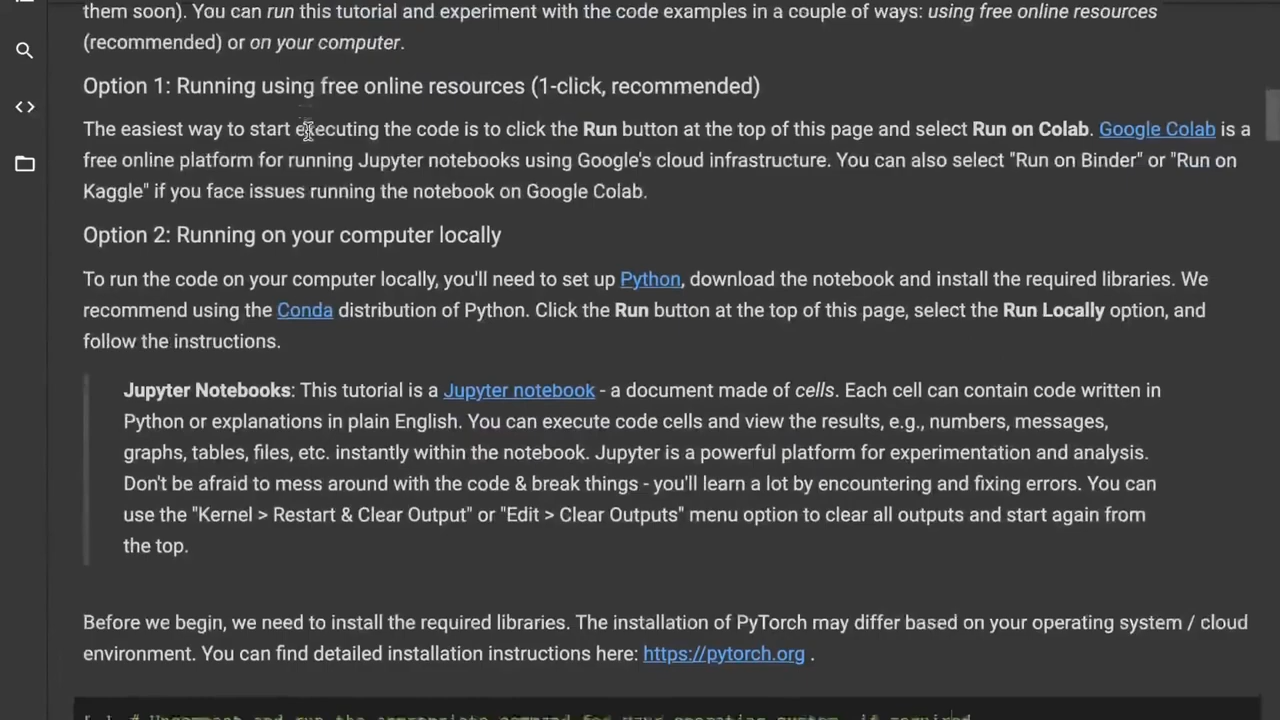 them soon). You can run this tutorial and experiment with the code examples in a couple of ways: using free online resources
(recommended) or on your computer.
Option 1: Running using free online resources (1-click, recommended)
The easiest way to start executing the code is to click the Run button at the top of this page and select Run on Colab. Google Colab is a
free online platform for running Jupyter notebooks using Google's cloud infrastructure. You can also select "Run on Binder" or "Run on
Kaggle" if you face issues running the notebook on Google Colab.
Option 2: Running on your computer locally
To run the code on your computer locally, you'll need to set up Python, download the notebook and install the required libraries. We
recommend using the Conda distribution of Python. Click the Run button at the top of this page, select the Run Locally option, and
follow the instructions.
Jupyter Notebooks: This tutorial is a Jupyter notebook - a document made of cells. Each cell can contain code written in
Python or explanations in plain English. You can execute code cells and view the results, e.g., numbers, messages,
graphs, tables, files, etc. instantly within the notebook. Jupyter is a powerful platform for experimentation and analysis.
Don't be afraid to mess around with the code & break things - you'll learn a lot by encountering and fixing errors. You can
use the "Kernel > Restart & Clear Output" or "Edit > Clear Outputs" menu option to clear all outputs and start again from
the top.
Before we begin, we need to install the required libraries. The installation of PyTorch may differ based on your operating system / cloud
environment. You can find detailed installation instructions here: https://pytorch.org .